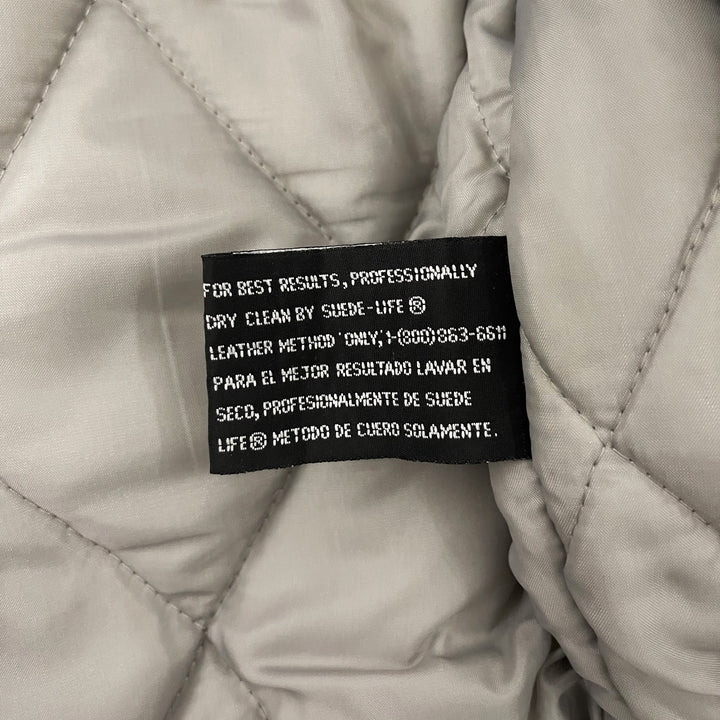 FOR BEST RESULTS, PROFESSIONALLY
DRY CLEAN BY SUEDE-LIFE®
LEATHER METHOD 'ONLY, 1-(800)863-6611
PARA EL MEJOR RESULTADO LAVAR EN
SECO, PROFESIONALMENTE DE SUEDE
LIFE® METODO DE CUERO SOLAMENTE.